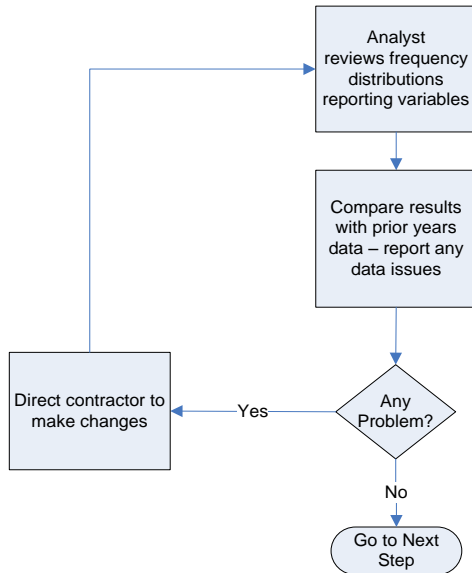 Analyst
reviews frequency
distributions
reporting variables
Compare results
with prior years
data – report any
data issues
Any
Problem?
Yes
Direct contractor to
make changes
No
Go to Next
Step